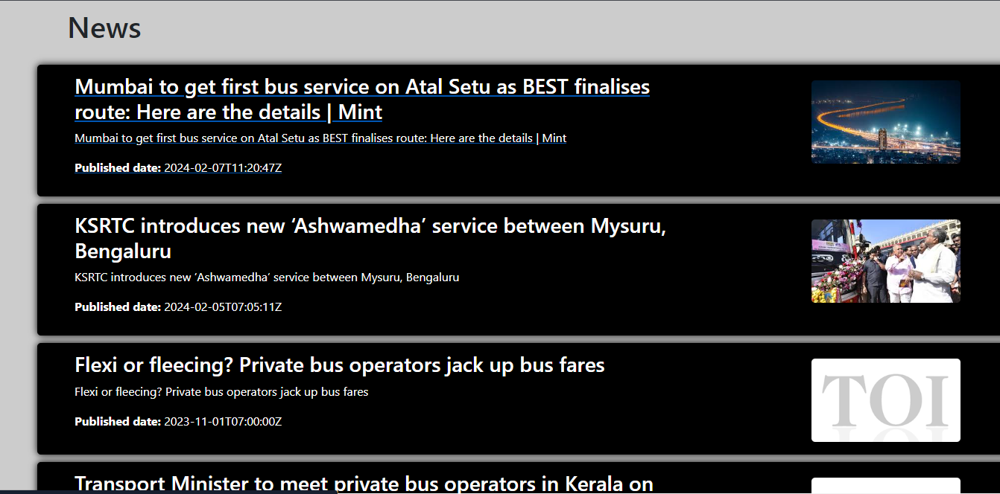 News
Mumbai to get first bus service on Atal Setu as BEST finalises
route: Here are the details | Mint
Mumbai to get first bus service on Atal Setu as BEST finalises route: Here are the details | Mint
Published date: 2024-02-07T11:20:47Z
KSRTC introduces new ‘Ashwamedha’ service between Mysuru,
Bengaluru
KSRTC introduces new ‘Ashwamedha’ service between Mysuru, Bengaluru
Published date: 2024-02-05T07:05:11Z
Flexi or fleecing? Private bus operators jack up bus fares
Flexi or fleecing? Private bus operators jack up bus fares
Published date: 2023-11-01T07:00:00Z
TOI
Transport Minister to meet private bus operators in Kerala on